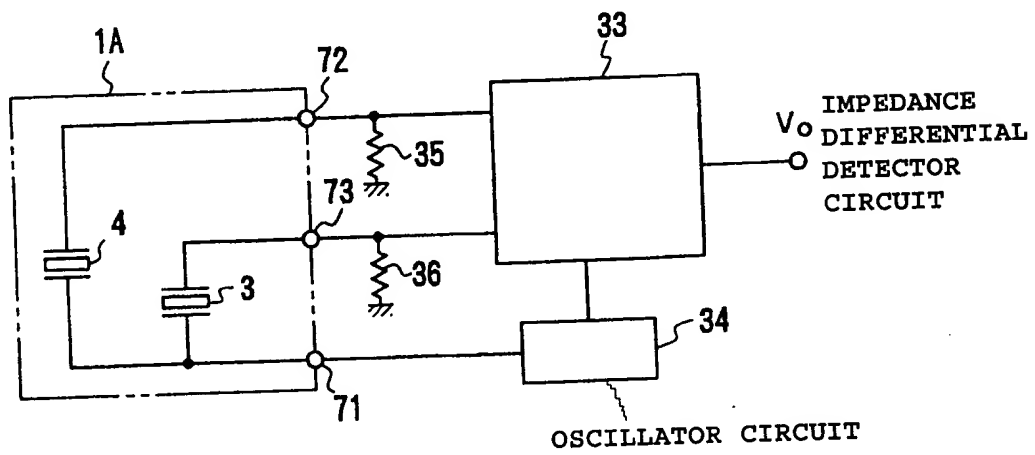 1A
72
33
35
Vo
IMPEDANCE
DIFFERENTIAL
DETECTOR
CIRCUIT
73
4
3
36
34
71
OSCILLATOR CIRCUIT